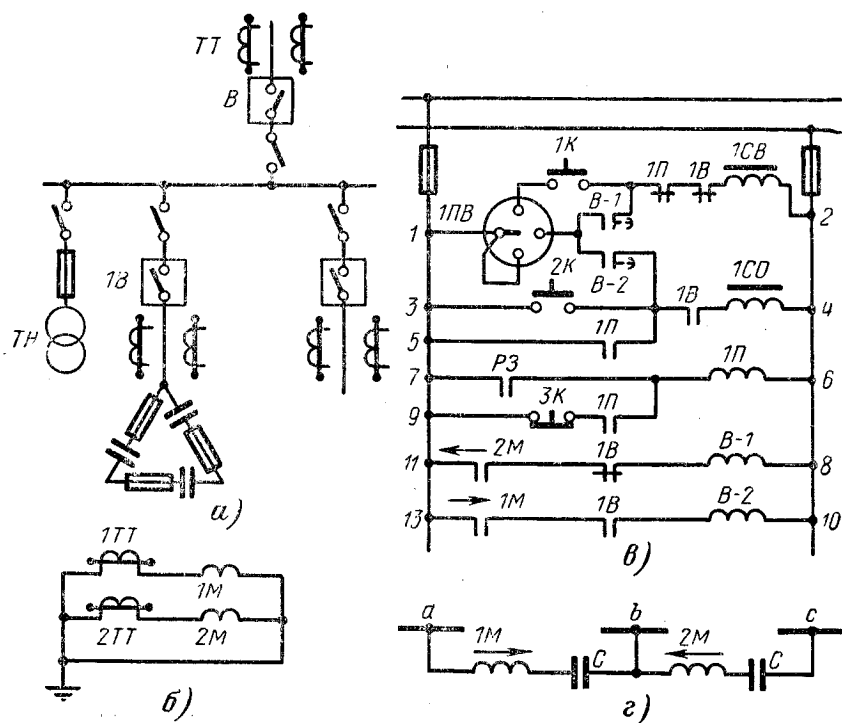 ТТ
В
1В
ТН
а)
1ТТ
1М
2ТТ
2М
б)
1К
1П
1В
1СВ
1ПВ
В-1
1
2
В-2
2К
1СО
1В
3
4
1П
5
РЗ
1П
7
6
3К
1П
9
2М
1В
В-1
11
8
1М
1В
В-2
13
10
в)
а
b
с
1М
2М
С
С
г)